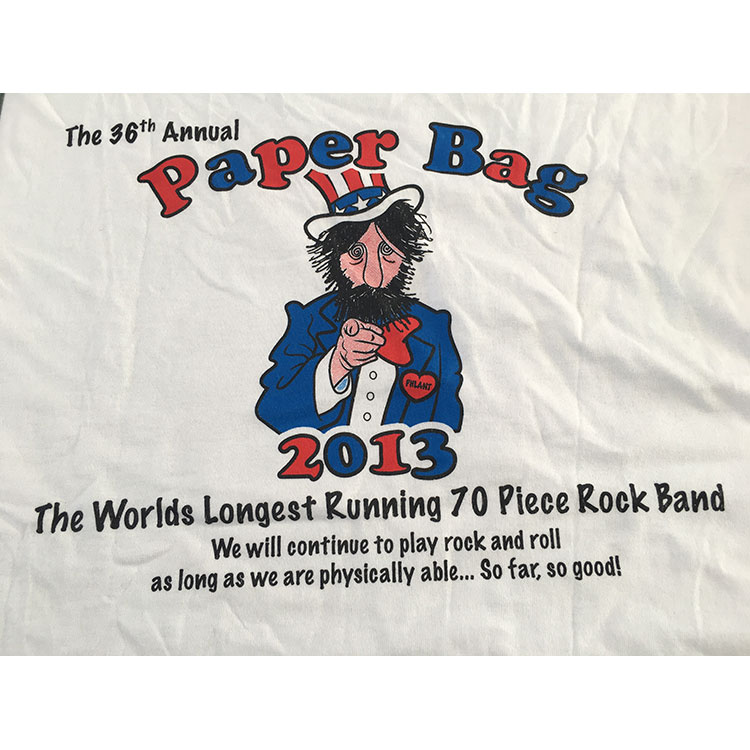 The 36th Annual
Paper Bag
FHLANT
2013
The Worlds Longest Running 70 Piece Rock Band
We will continue to play rock and roll
as long as we are physically able... So far, so good!